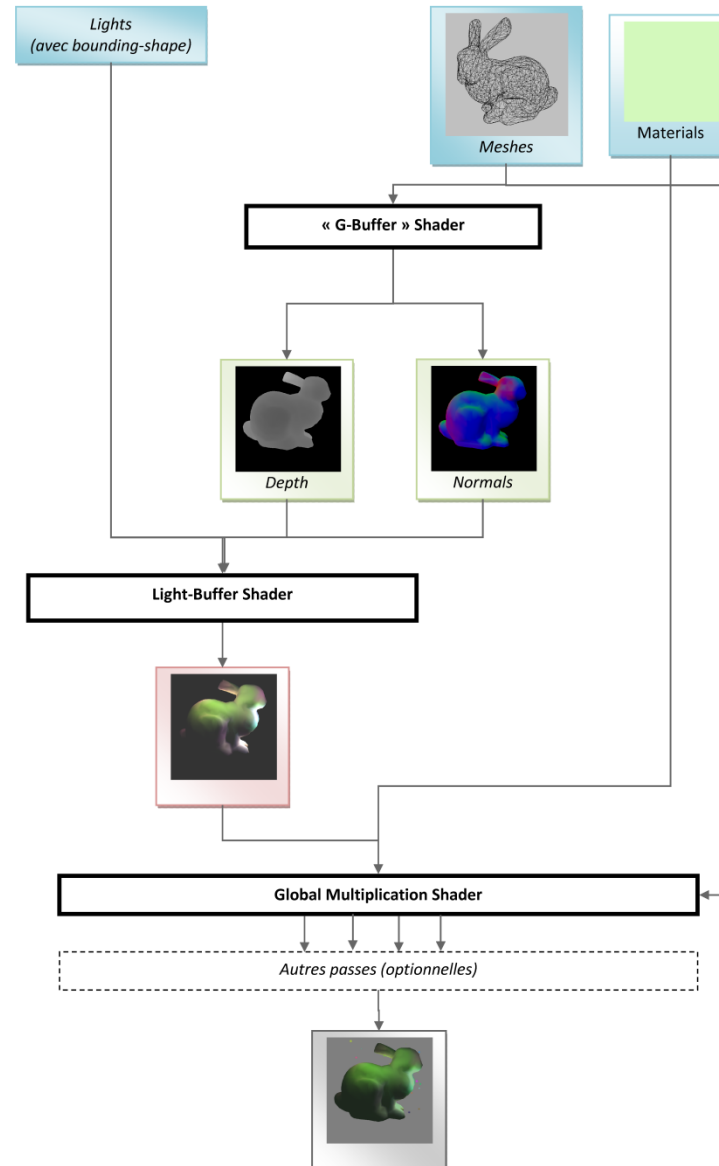 Lights
(avec bounding-shape)
Meshes
Materials
« G-Buffer » Shader
Depth
Normals
Light-Buffer Shader
Global Multiplication Shader
Autres passes (optionnelles)